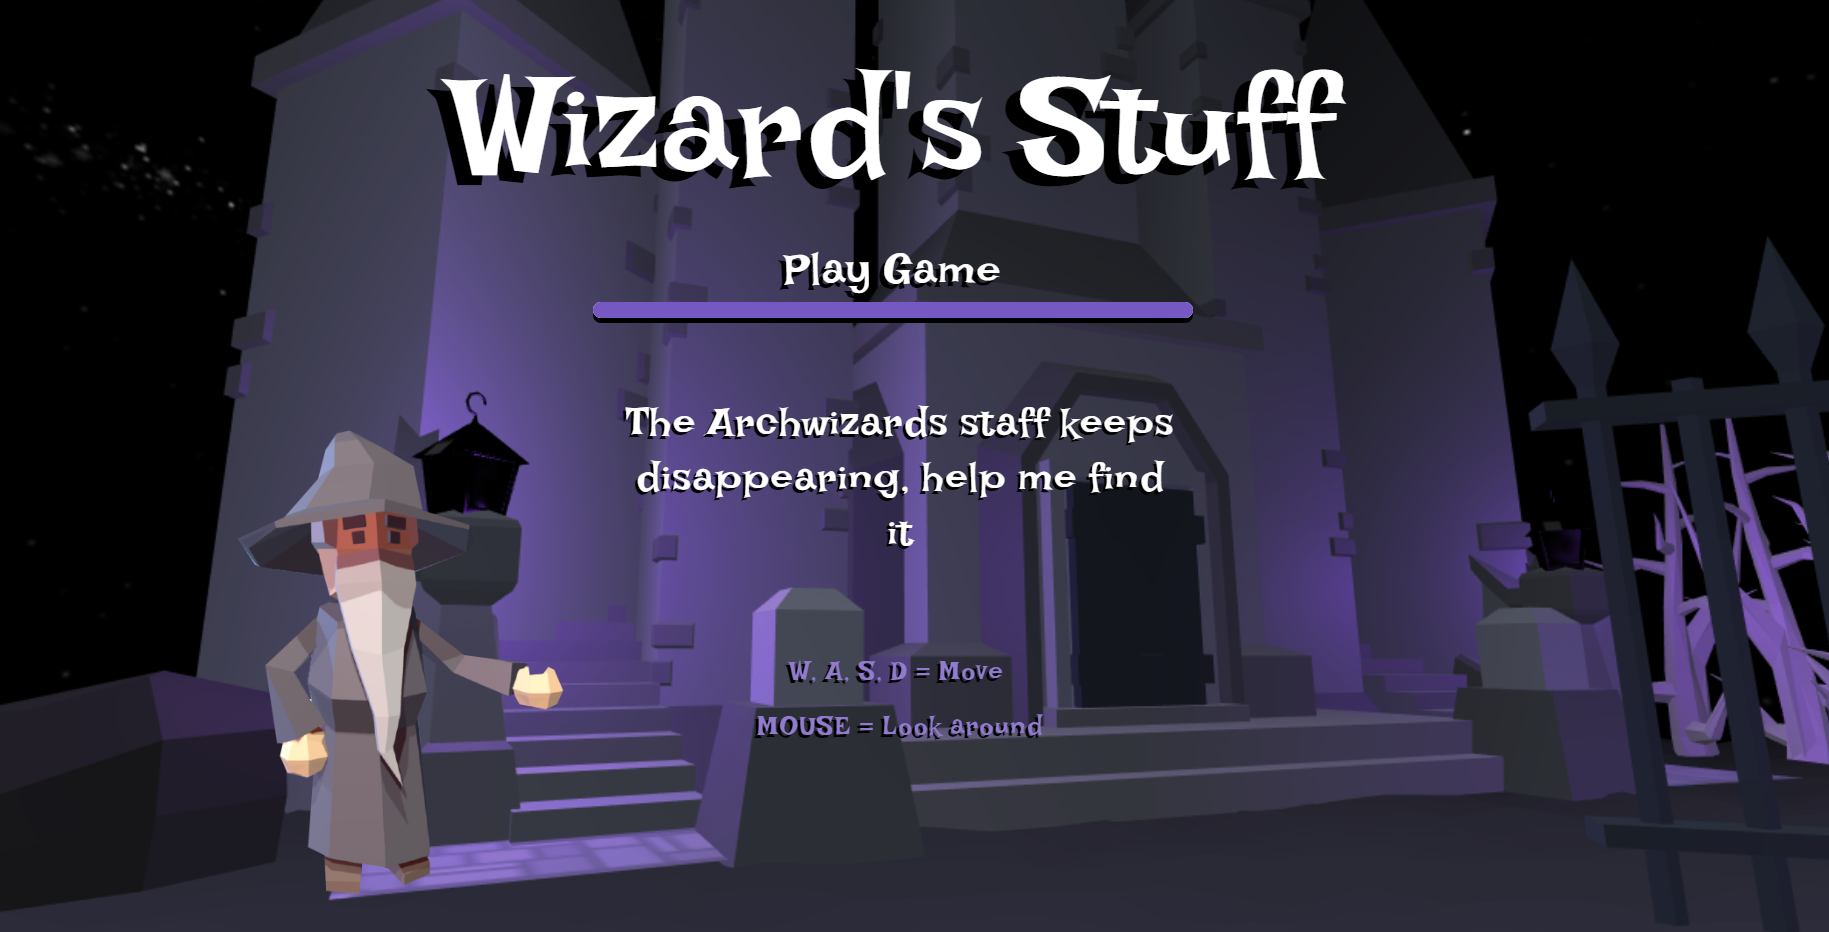 Wizard's Stuff
Play Game
The Archwizards staff keeps
disappearing, help me find
it
W, A, S, D = Move
MOUSE = Look around